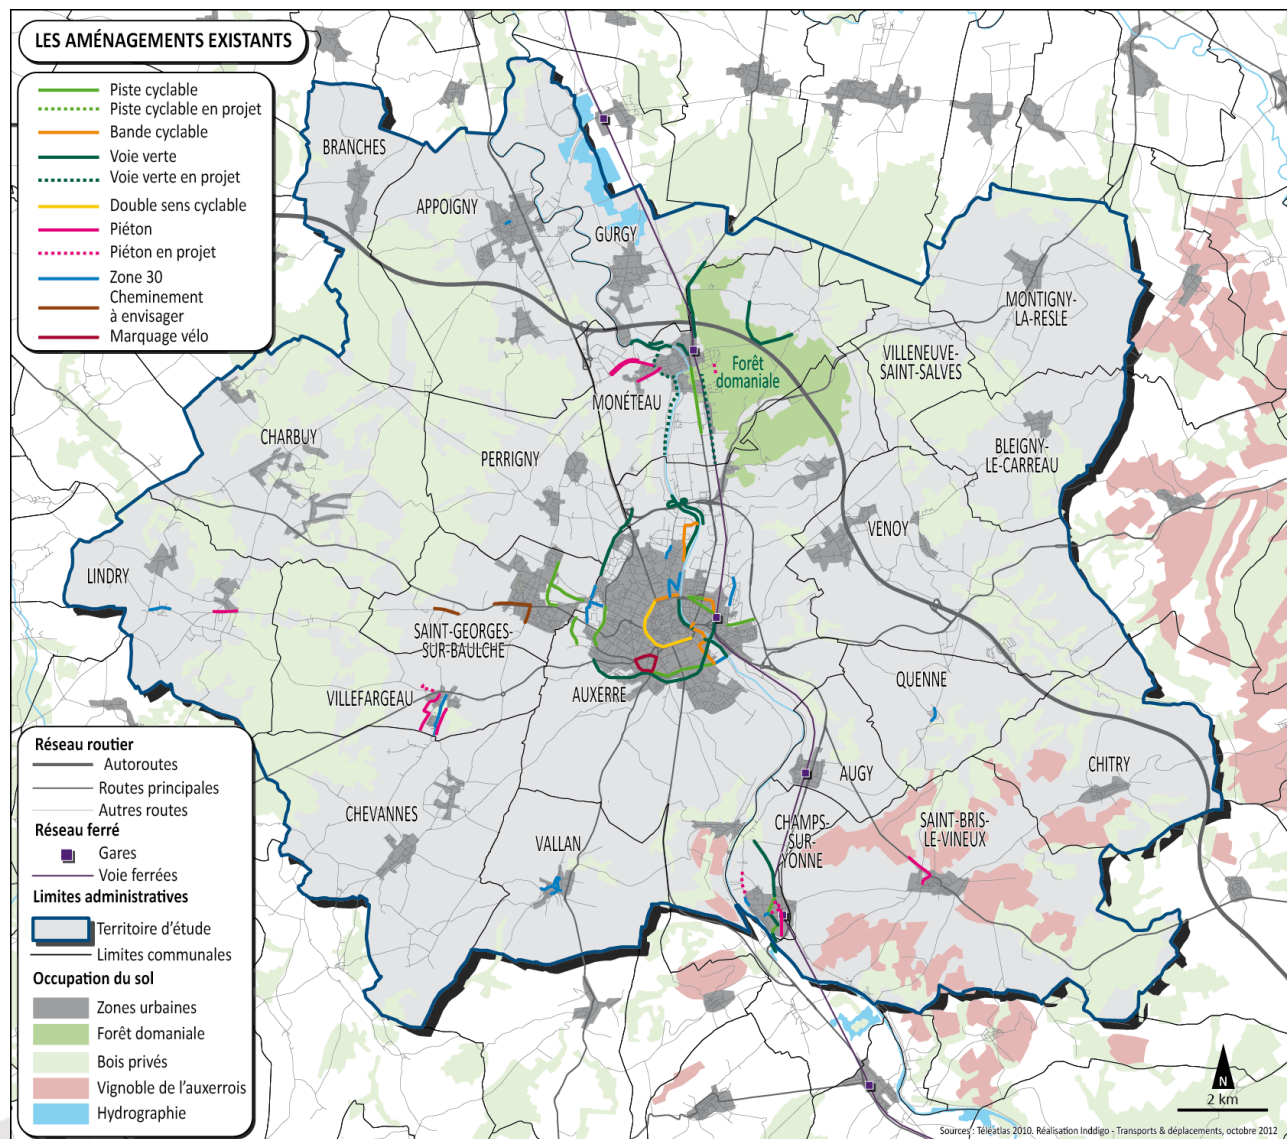 LES AMÉNAGEMENTS EXISTANTS
Piste cyclable
Piste cyclable en projet
Bande cyclable
Voie verte
Voie verte en projet
Double sens cyclable
Piéton
Piéton en projet
Zone 30
Cheminement
à envisager
Marquage vélo
BRANCHES
APPOIGNY
GURGY
MONTIGNY-
LA-RESLE
VILLENEUVE-
SAINT-SALVES
Forêt
domaniale
MONÉTEAU
CHARBUY
PERRIGNY
BLEIGNY-
LE-CARREAU
VENOY
LINDRY
SAINT-GEORGES-
SUR-BAULCHE
VILLEFARGEAU
AUXERRE
QUENNE
AUGY
CHITRY
CHEVANNES
VALLAN
CHAMPS-
SUR-
YONNE
SAINT-BRIS-
LE-VINEUX
Réseau routier
Autoroutes
Routes principales
Autres routes
Réseau ferré
Gares
Voie ferrées
Limites administratives
Territoire d'étude
Limites communales
Occupation du sol
Zones urbaines
Forêt domaniale
Bois privés
Vignoble de l'auxerrois
Hydrographie
N
2 km
Sources : Téléatlas 2010. Réalisation Inddigo - Transports & déplacements, octobre 2012